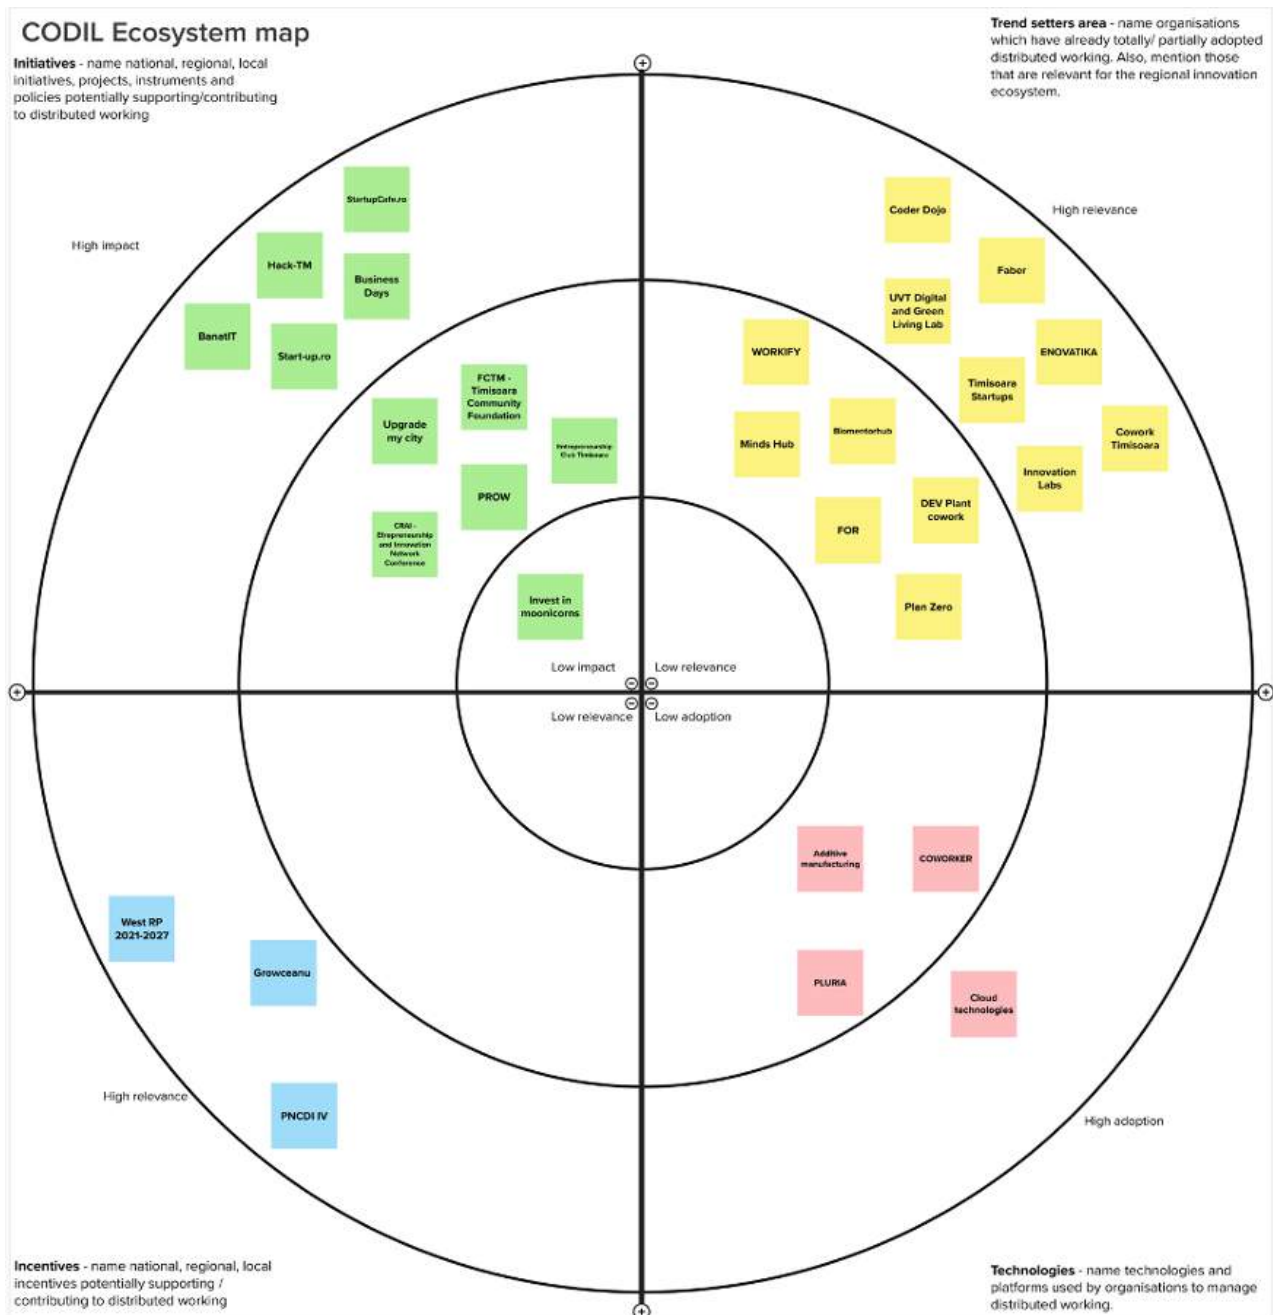 CODIL Ecosystem map
Initiatives - name national, regional, local
initiatives, projects, instruments and
policies potentially supporting/contributing
to distributed working
Trend setters area - name organisations
which have already totally/ partially adopted
distributed working. Also, mention those
that are relevant for the regional innovation
ecosystem.
High impact
StartupCafe.ro
Hack-TM
Business
Days
BanatIT
Start-up.ro
FCTM -
Timisoara
Community
Foundation
Upgrade
my city
Entrepreneurship
Club Timisoara
PROW
CRAI -
Etrepreneurship
and Innovation
Network
Conference
Invest in
moonicorns
Low impact
High relevance
Coder Dojo
Faber
UVT Digital
and Green
Living Lab
WORKIFY
ENOVATIKA
Timisoara
Startups
Minds Hub
Biomentorhub
Cowork
Timisoara
Innovation
Labs
DEV Plant
cowork
FOR
Plan Zero
Low relevance
Low relevance
Low adoption
West RP
2021-2027
Growceanu
PNCDI IV
High relevance
Additive
manufacturing
COWORKER
PLURIA
Cloud
technologies
High adoption
Incentives - name national, regional, local
incentives potentially supporting /
contributing to distributed working
Technologies - name technologies and
platforms used by organisations to manage
distributed working.